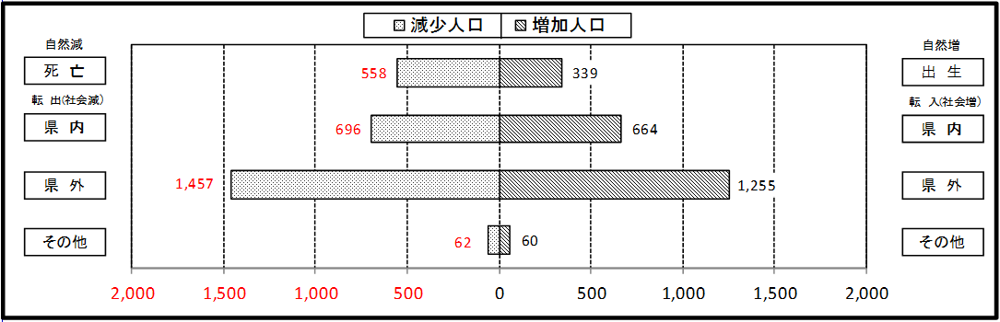 減少人口 増加人口
自然減 自然増
死 亡 558 339 出 生
転 出(社会減) 転 入(社会増)
県 内 696 664 県 内
県 外 1,457 1,255 県 外
その他 62 60 その他
2,000 1,500 1,000 500 0 500 1,000 1,500 2,000